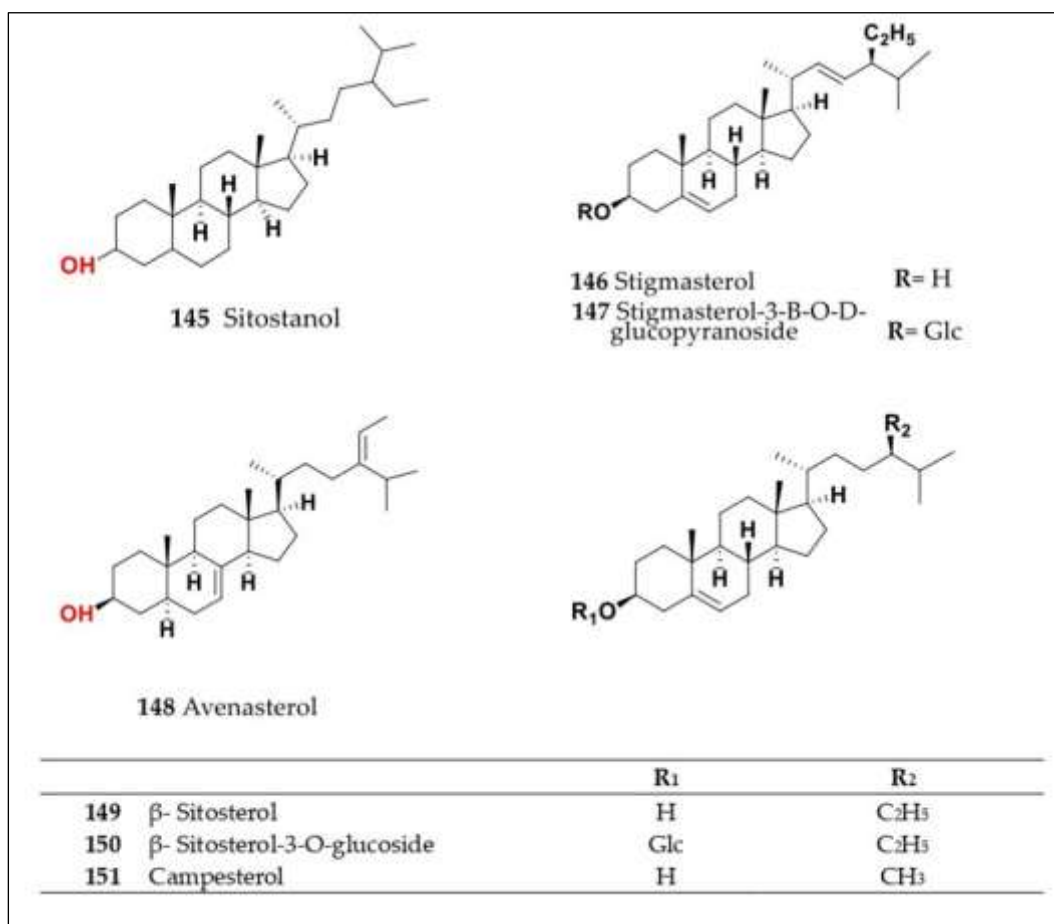 C₂H₅
H
H
H
H
OH
145 Sitostanol
H
H
H
H
RO
146 Stigmasterol R= H
147 Stigmasterol-3-B-O-D-
glucopyranoside R= Glc
H
H
H
H
OH
148 Avenasterol
R₂
H
H
H
H
R₁O
R₁ R₂
149 β- Sitosterol H C₂H₅
150 β- Sitosterol-3-O-glucoside Glc C₂H₅
151 Campesterol H CH₃